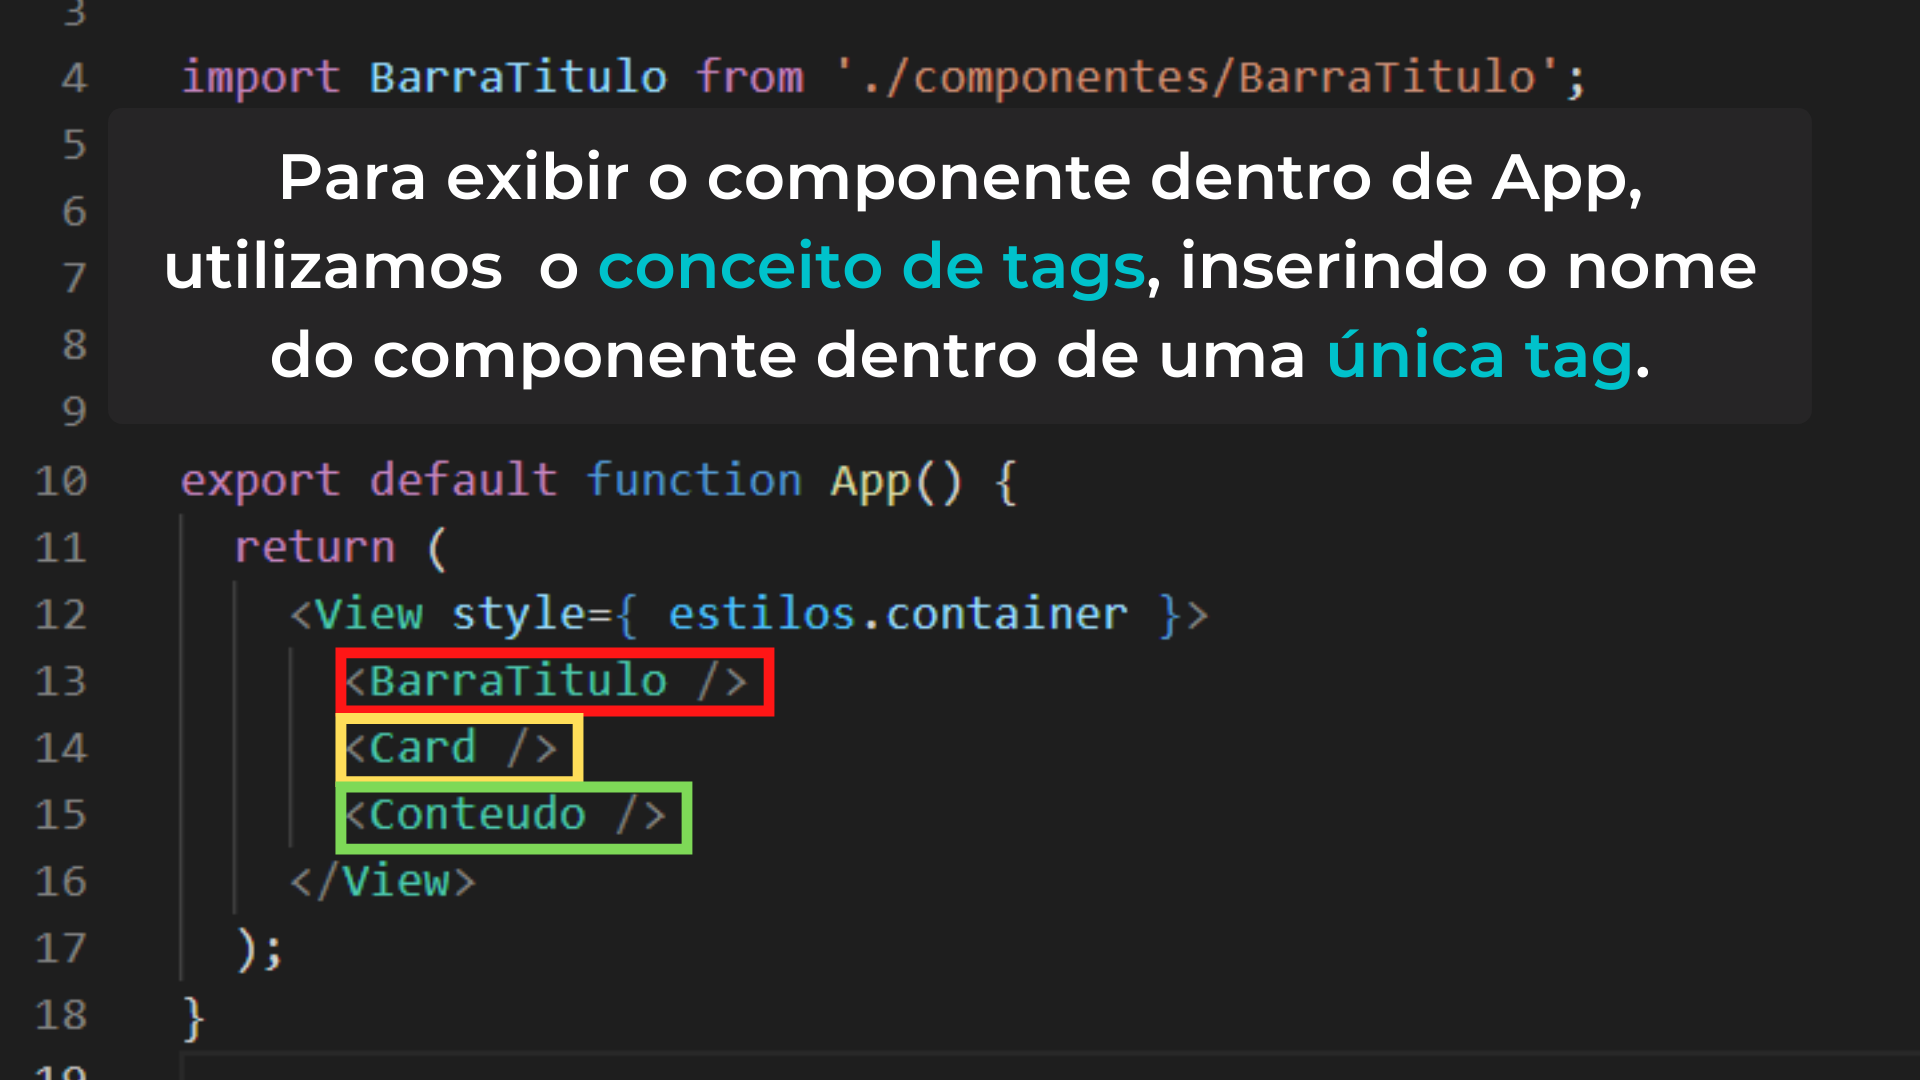 3
4 import BarraTitulo from './componentes/BarraTitulo';
5
Para exibir o componente dentro de App,
6
utilizamos  o conceito de tags, inserindo o nome
7
8
do componente dentro de uma única tag.
9
10 export default function App() {
11 return (
12 <View style={ estilos.container }>
13 <BarraTitulo />
14 <Card />
15 <Conteudo />
16 </View>
17 );
18 }
19